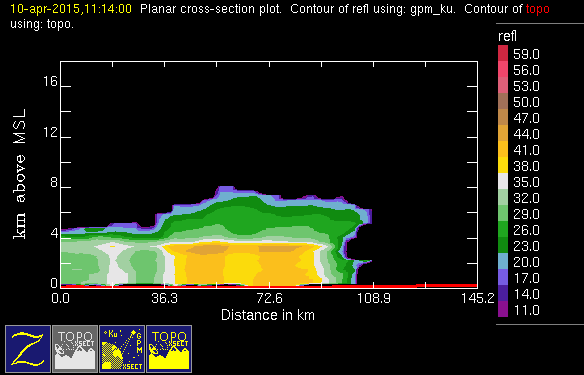 10-apr-2015,11:14:00 Planar cross-section plot. Contour of refl using: gpm_ku. Contour of topo
using: topo.
refl
59.0
56.0
53.0
50.0
47.0
44.0
41.0
38.0
35.0
32.0
29.0
26.0
23.0
20.0
17.0
14.0
11.0
km above MSL
16
12
8
4
0
0.0 36.3 72.6 108.9 145.2
Distance in km
Z
TOPO
XSECT
"Ku"
GPM
XSECT
TOPO
XSECT